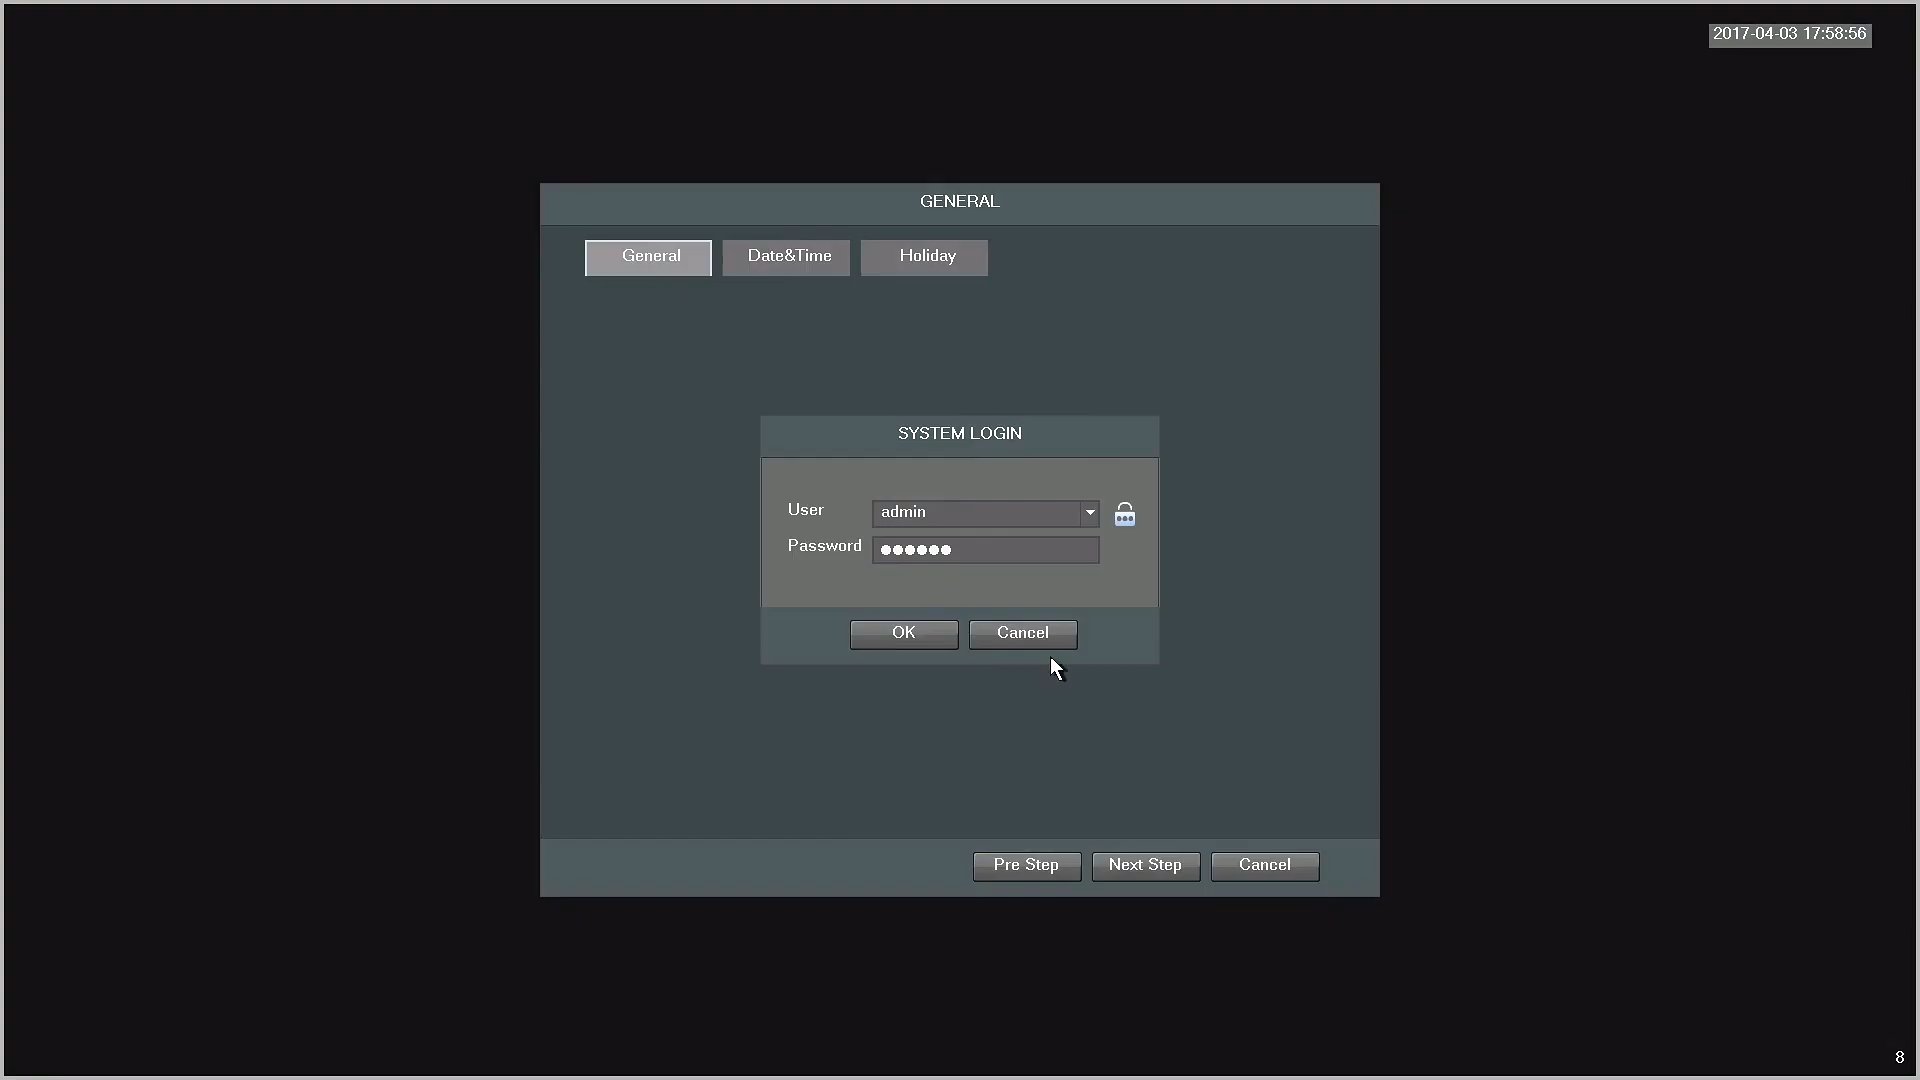 2017-04-03 17:58:56
GENERAL
General Date&Time Holiday
SYSTEM LOGIN
User admin
Password ●●●●●●
OK Cancel
Pre Step Next Step Cancel
8